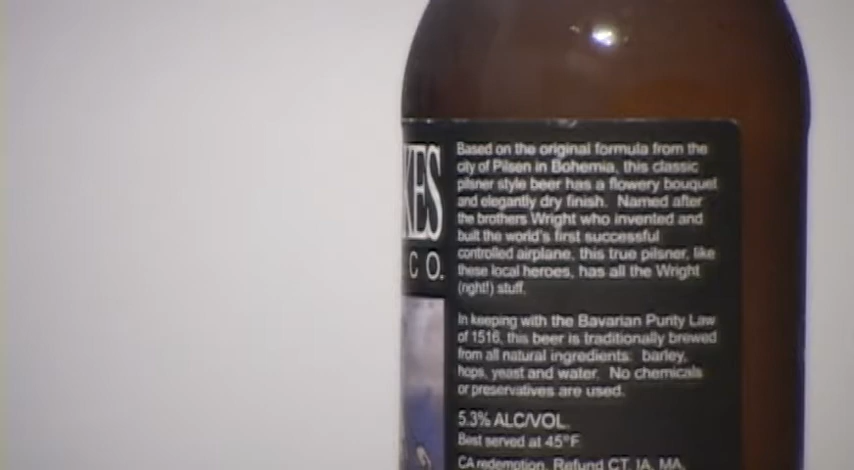 KES
CO.
Based on the original formula from the
city of Pilsen in Bohemia, this classic
pilsner style beer has a flowery bouquet
and elegantly dry finish. Named after
the brothers Wright who invented and
built the world's first successful
controlled airplane, this true pilsner, like
these local heroes, has all the Wright
(right!) stuff.
In keeping with the Bavarian Purity Law
of 1516, this beer is traditionally brewed
from all natural ingredients: barley,
hops, yeast and water. No chemicals
or preservatives are used.
5.3% ALC/VOL.
Best served at 45°F
CA redemption. Refund CT, IA, MA,